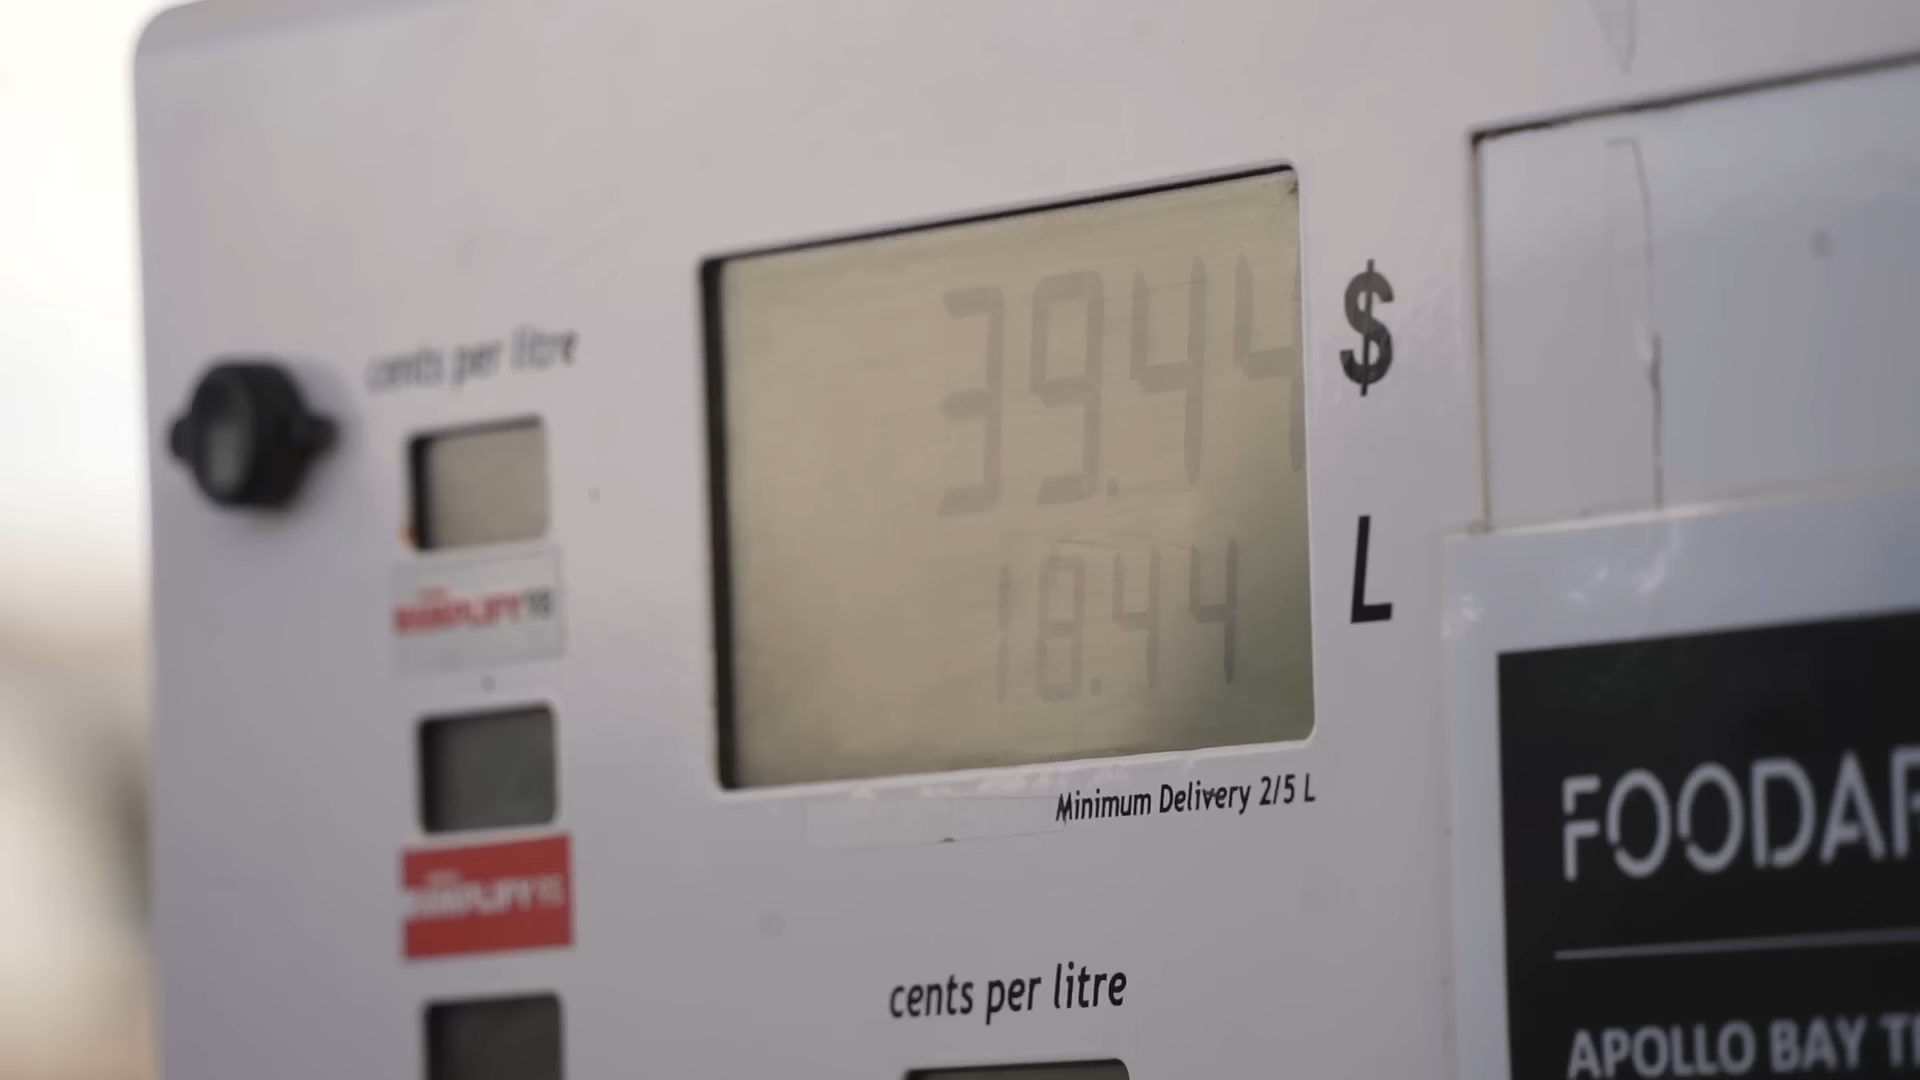 cents per litre
39.44
$
18.44
L
Minimum Delivery 2/5 L
cents per litre
FOODAR
APOLLO BAY T